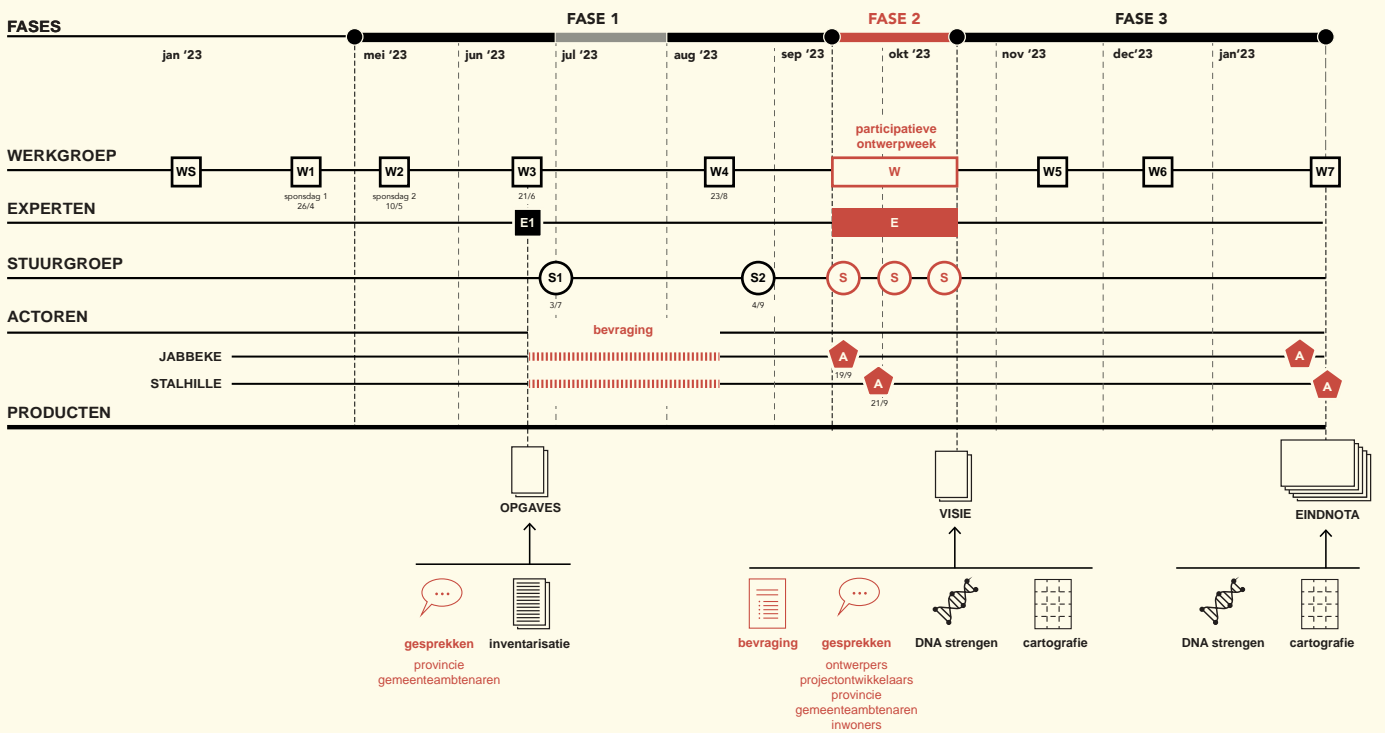 FASES
FASE 1
FASE 2
FASE 3
jan ‘23
mei ‘23
jun ‘23
jul ‘23
aug ‘23
sep ‘23
okt ‘23
nov ‘23
dec‘23
jan‘23
participatieve
ontwerpweek
WERKGROEP
WS
W1
W2
W3
W4
W
W5
W6
W7
sponsdag 1
26/4
sponsdag 2
10/5
21/6
23/8
EXPERTEN
E1
E
STUURGROEP
S1
S2
S
S
S
3/7
4/9
ACTOREN
bevraging
JABBEKE
A
A
19/9
STALHILLE
A
A
21/9
PRODUCTEN
OPGAVES
VISIE
EINDNOTA
gesprekken
inventarisatie
provincie
gemeenteambtenaren
bevraging
gesprekken
DNA strengen
cartografie
ontwerpers
projectontwikkelaars
provincie
gemeenteambtenaren
inwoners
DNA strengen
cartografie